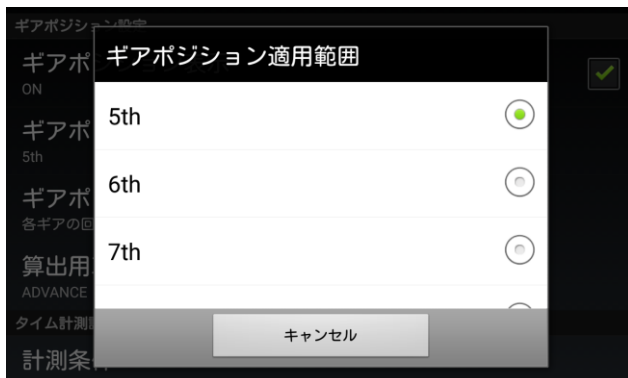 ギアポジション設定
ギアポジション適用範囲
ギアポ
ON
5th
ギアポ
5th
6th
ギアポ
各ギアの回
7th
算出用
ADVANCE
タイム計測
キャンセル
計測条